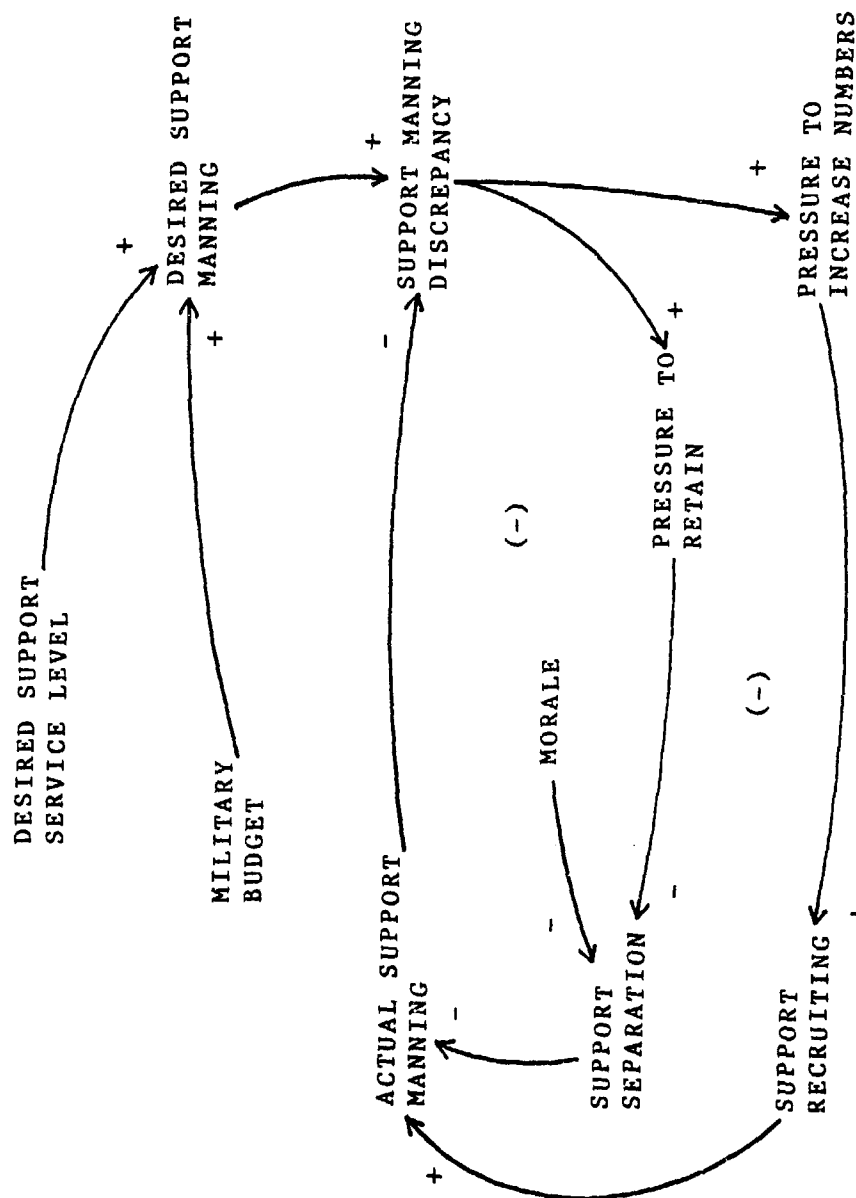 DESIRED SUPPORT
SERVICE LEVEL
+
DESIRED SUPPORT
MANNING
+
MILITARY
BUDGET
+
ACTUAL SUPPORT
MANNING
-
SUPPORT MANNING
DISCREPANCY
+
-
(-)
MORALE
-
SUPPORT
SEPARATION
-
PRESSURE TO
RETAIN
+
(-)
+
SUPPORT
RECRUITING
PRESSURE TO
INCREASE NUMBERS